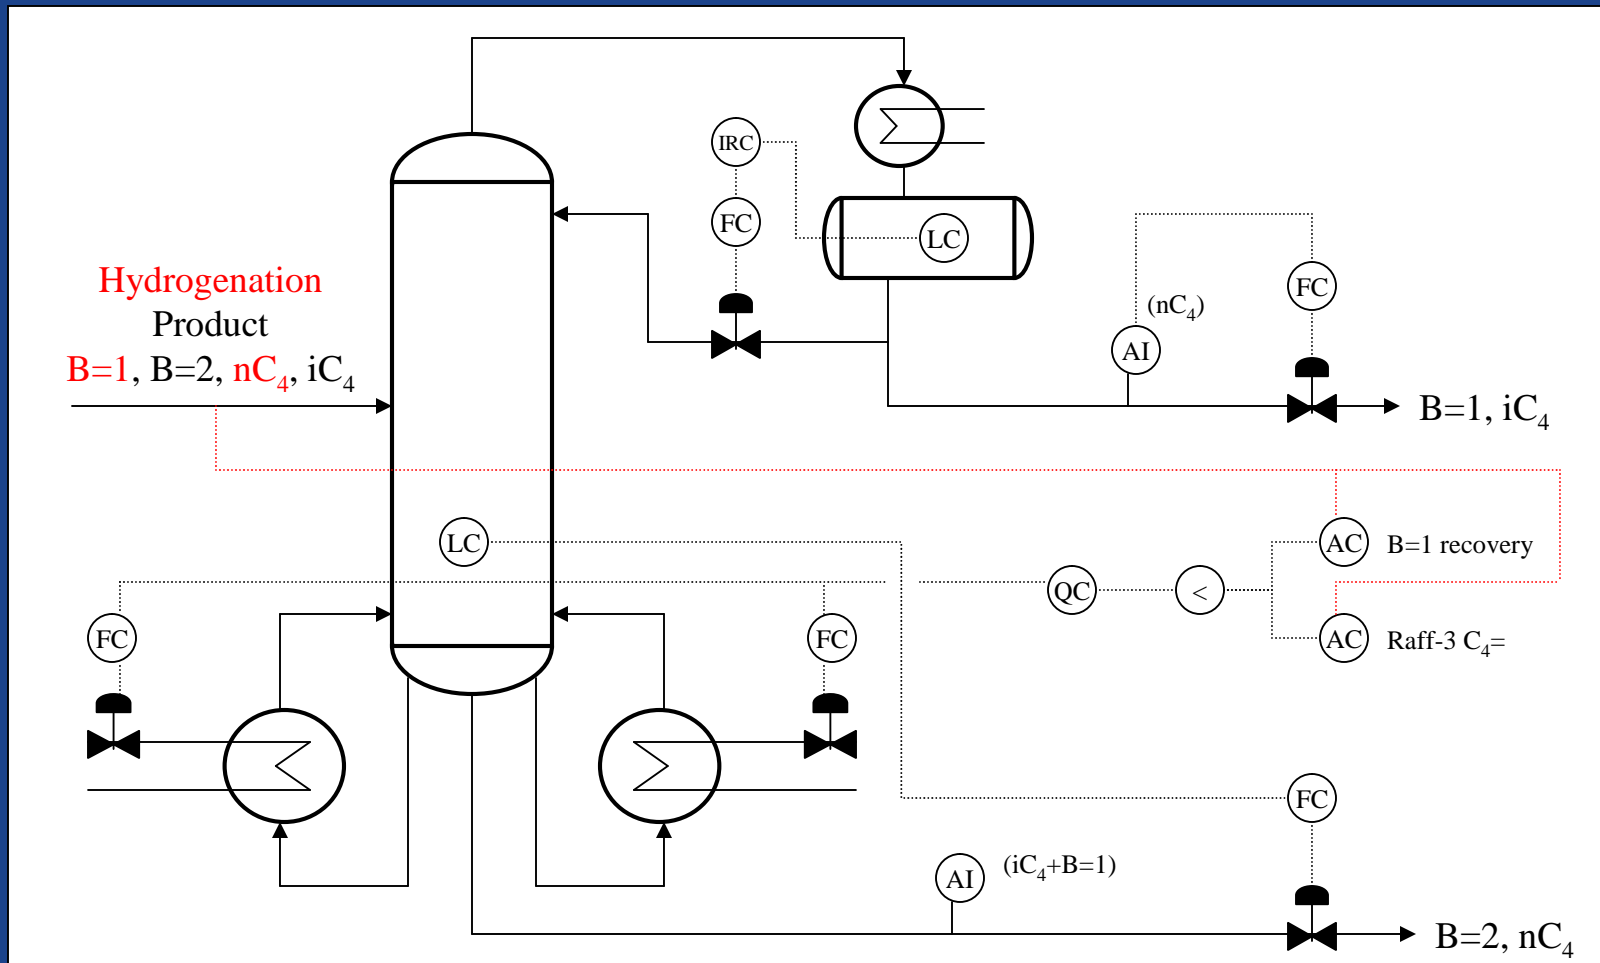 IRC
FC
LC
Hydrogenation
Product
B=1, B=2, nC₄, iC₄
(nC₄)
FC
AI
B=1, iC₄
LC
AC
B=1 recovery
QC
<
FC
FC
AC
Raff-3 C₄=
FC
AI
(iC₄+B=1)
B=2, nC₄